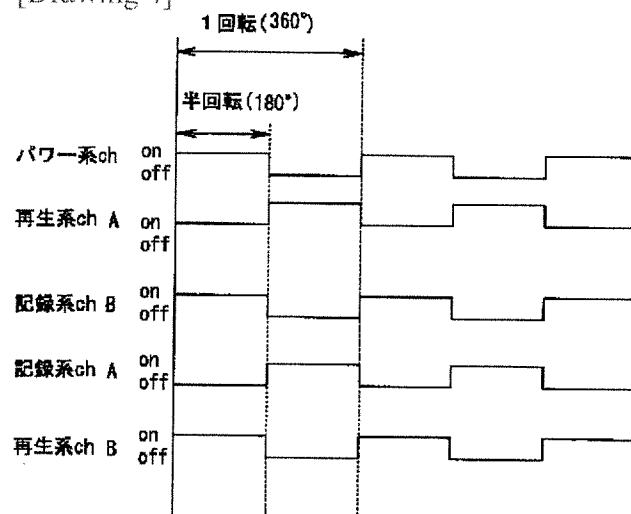 1回転(360°)
半回転(180°)
パワー系ch on
off
再生系ch A on
off
記録系ch B on
off
記録系ch A on
off
再生系ch B on
off